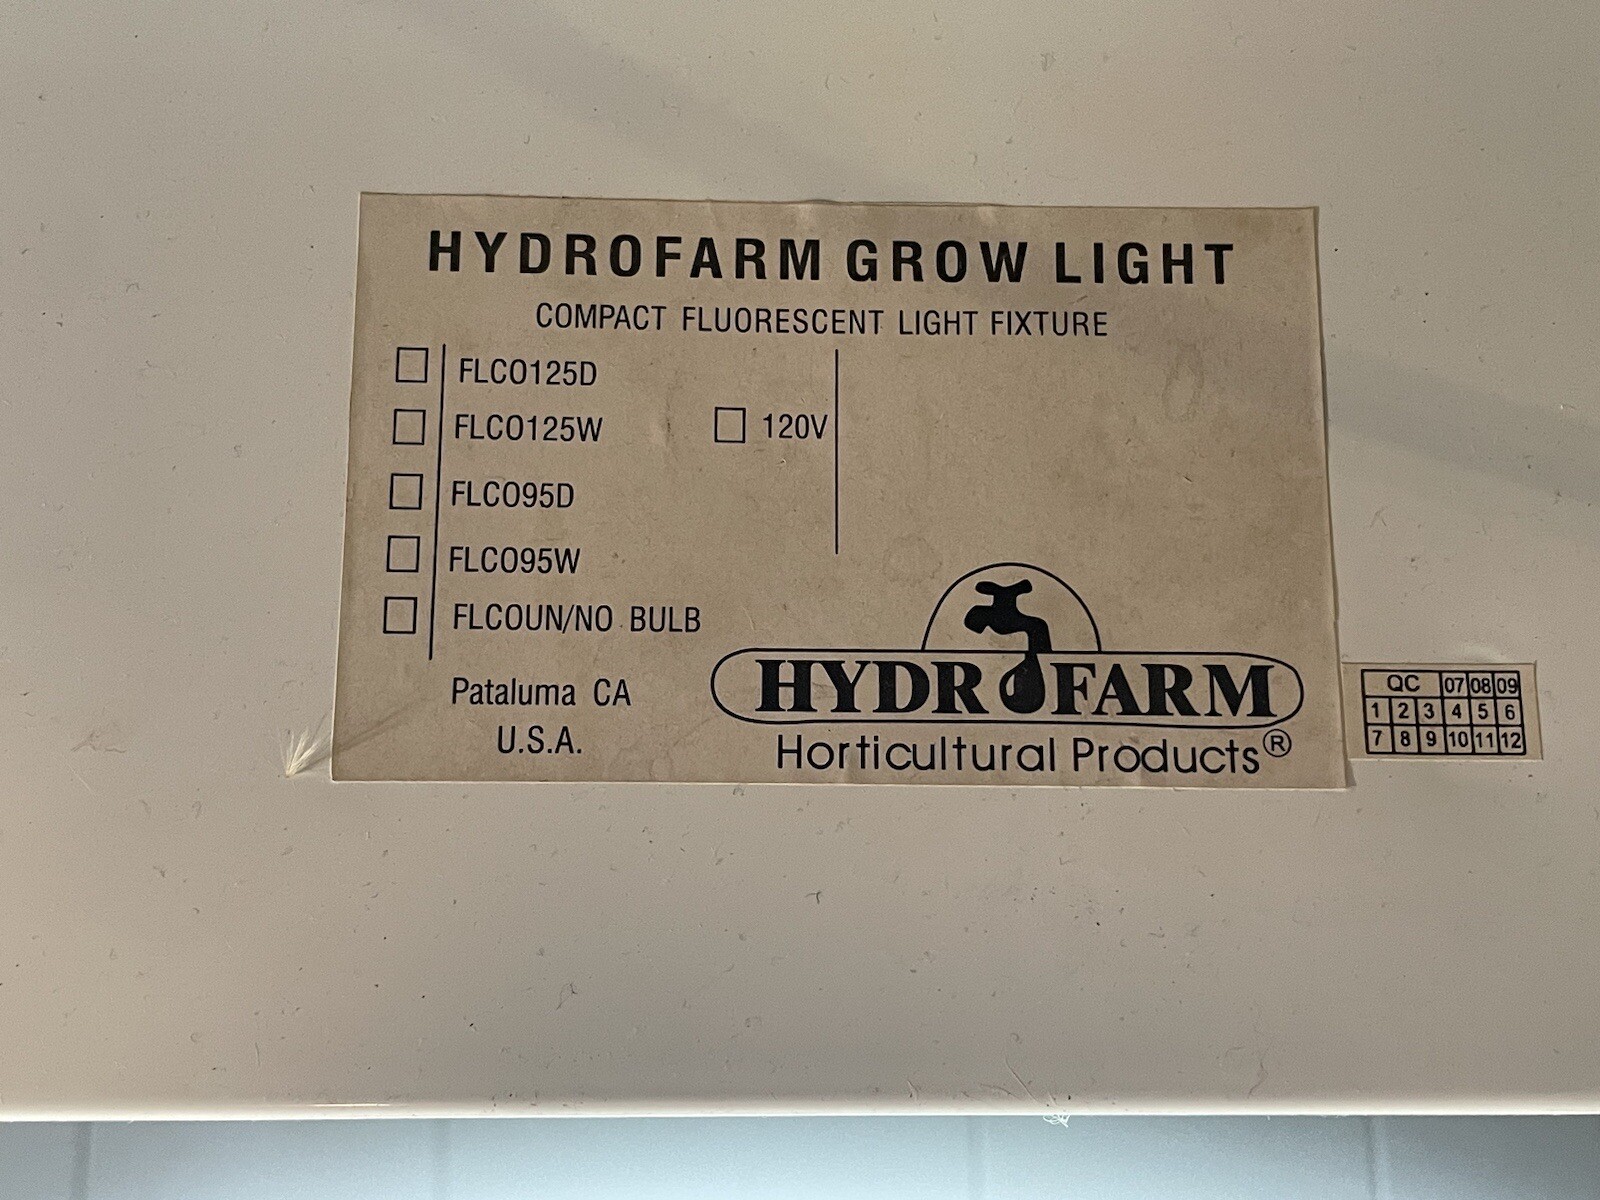 HYDROFARM GROW LIGHT
COMPACT FLUORESCENT LIGHT FIXTURE
FLCO125D
FLCO125W
120V
FLCO95D
FLCO95W
FLCOUN/NO BULB
Pataluma CA
U.S.A.
HYDROFARM
Horticultural Products®
QC 07 08 09
1 2 3 4 5 6
7 8 9 10 11 12